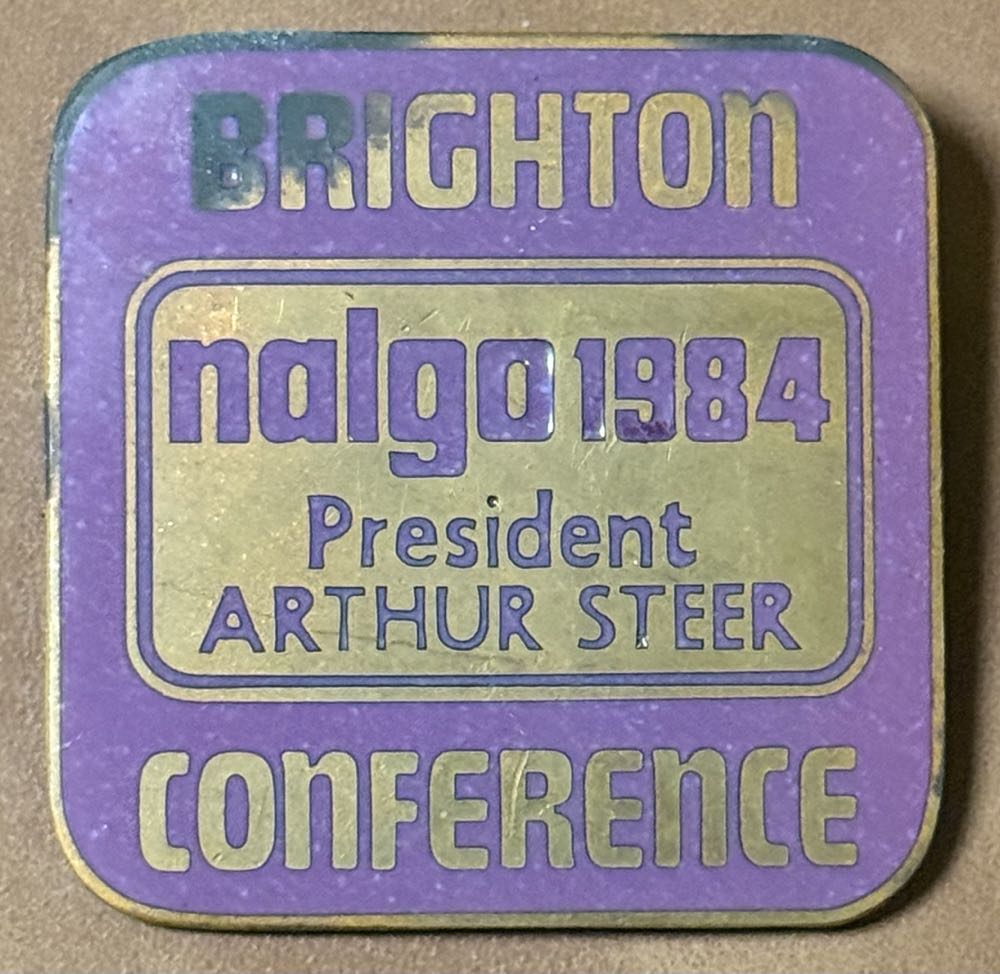 BRIGHTON
nalgo 1984
President
ARTHUR STEER
CONFERENCE